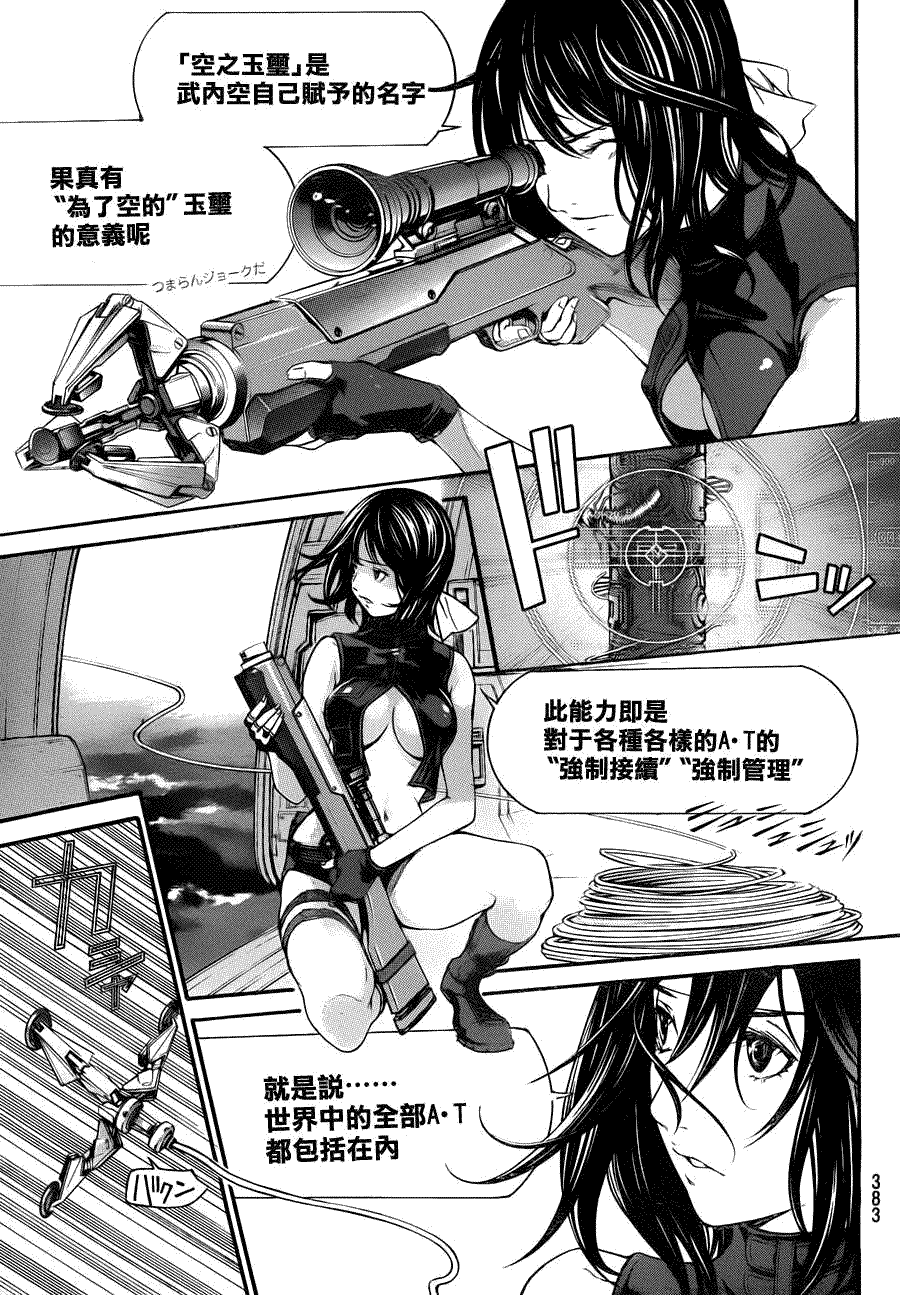 「空之玉璽」是
武內空自己賦予的名字
果真有
“為了空的”玉璽
的意義呢
つまらんジョークだ
ドドッ
此能力即是
對于各種各樣的A・T的
“強制接續”“強制管理”
ガシャ
就是説……
世界中的全部A・T
都包括在內
バクン
383